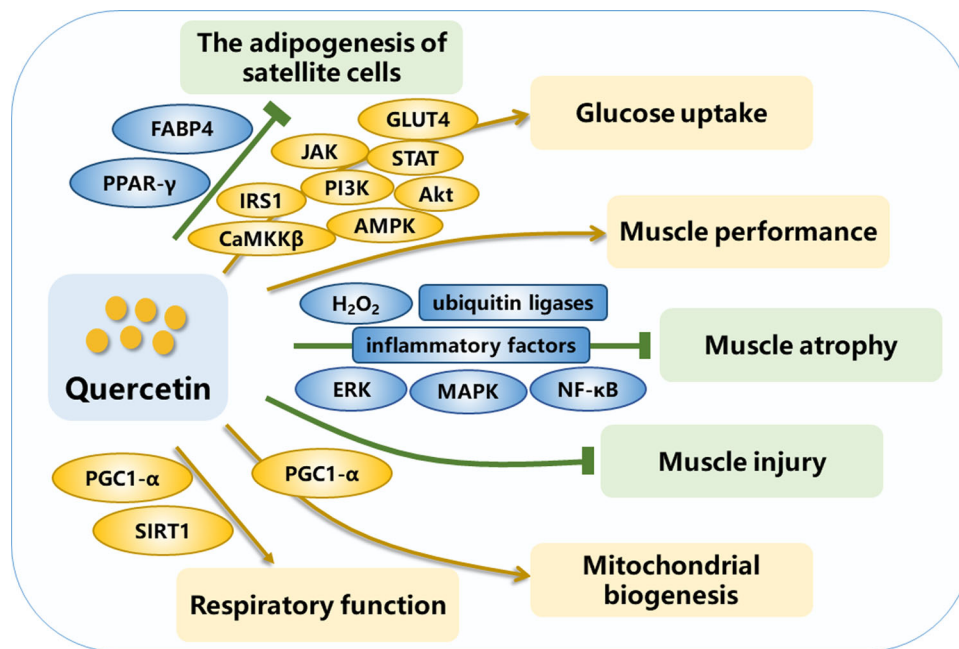 The adipogenesis of
satellite cells
FABP4
PPAR-γ
GLUT4
JAK
STAT
IRS1
PI3K
Akt
CaMKKβ
AMPK
Glucose uptake
Muscle performance
Quercetin
H₂O₂
ubiquitin ligases
inflammatory factors
ERK
MAPK
NF-κB
Muscle atrophy
Muscle injury
PGC1-α
SIRT1
PGC1-α
Respiratory function
Mitochondrial
biogenesis